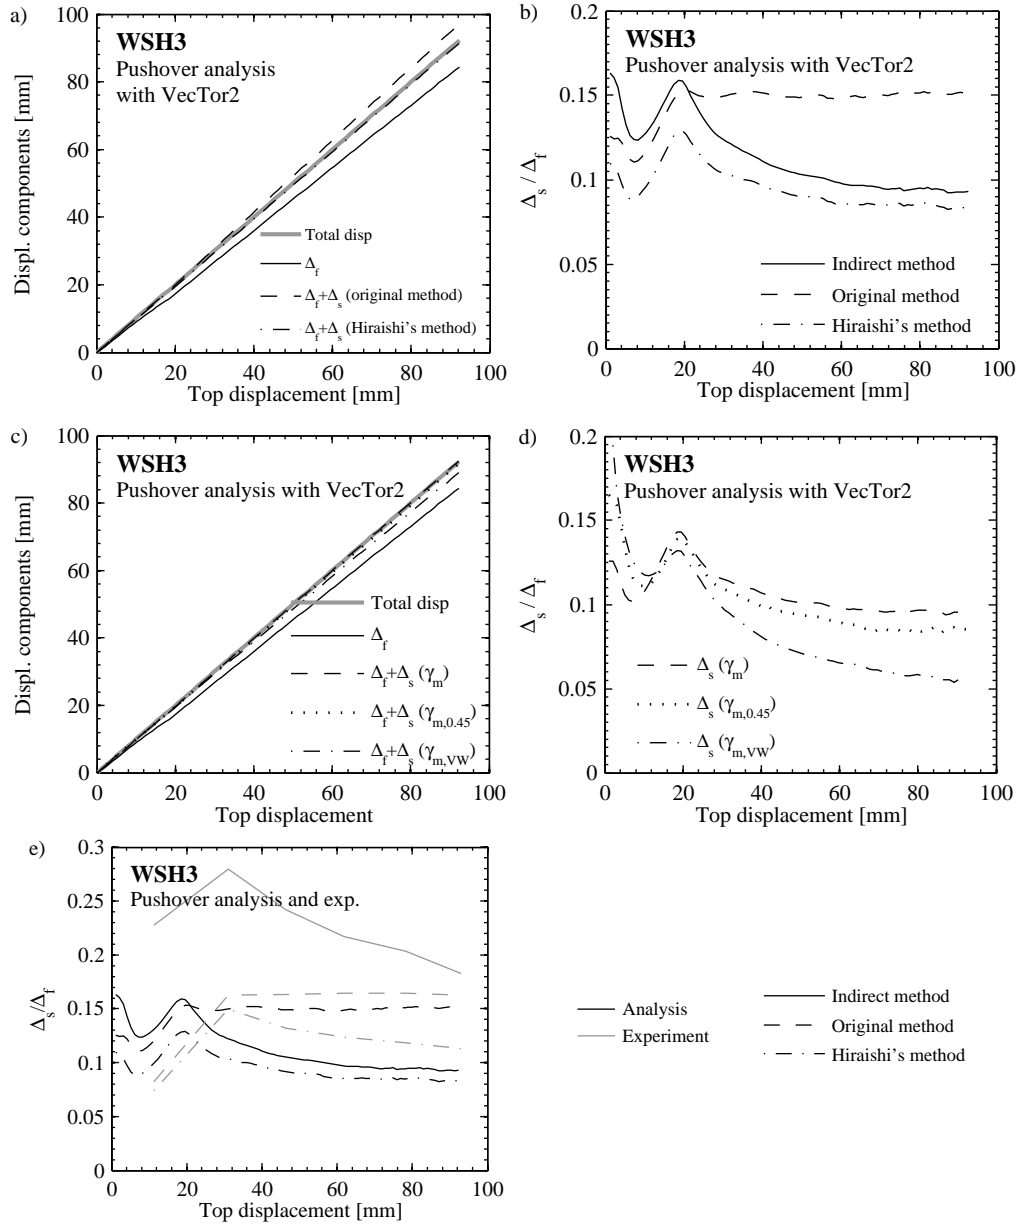 a)
WSH3
Pushover analysis
with VecTor2
Displ. components [mm]
100
80
60
40
20
0
0 20 40 60 80 100
Top displacement [mm]
Total disp
Δf
Δf+Δs (original method)
Δf+Δs (Hiraishi's method)
b)
WSH3
Pushover analysis with VecTor2
Δs / Δf
0.2
0.15
0.1
0.05
0
0 20 40 60 80 100
Top displacement [mm]
Indirect method
Original method
Hiraishi's method
c)
WSH3
Pushover analysis with VecTor2
Displ. components [mm]
100
80
60
40
20
0
0 20 40 60 80 100
Top displacement
Total disp
Δf
Δf+Δs (γm)
Δf+Δs (γm,0.45)
Δf+Δs (γm,VW)
d)
WSH3
Pushover analysis with VecTor2
Δs / Δf
0.2
0.15
0.1
0.05
0
0 20 40 60 80 100
Top displacement [mm]
Δs (γm)
Δs (γm,0.45)
Δs (γm,VW)
e)
WSH3
Pushover analysis and exp.
Δs/Δf
0.3
0.25
0.2
0.15
0.1
0.05
0
0 20 40 60 80 100
Top displacement [mm]
Analysis
Experiment
Indirect method
Original method
Hiraishi's method